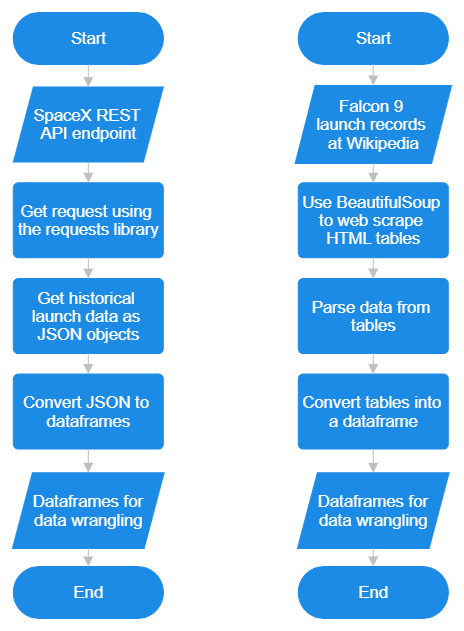 Start
SpaceX REST
API endpoint
Get request using
the requests library
Get historical
launch data as
JSON objects
Convert JSON to
dataframes
Dataframes for
data wrangling
End
Start
Falcon 9
launch records
at Wikipedia
Use BeautifulSoup
to web scrape
HTML tables
Parse data from
tables
Convert tables into
a dataframe
Dataframes for
data wrangling
End